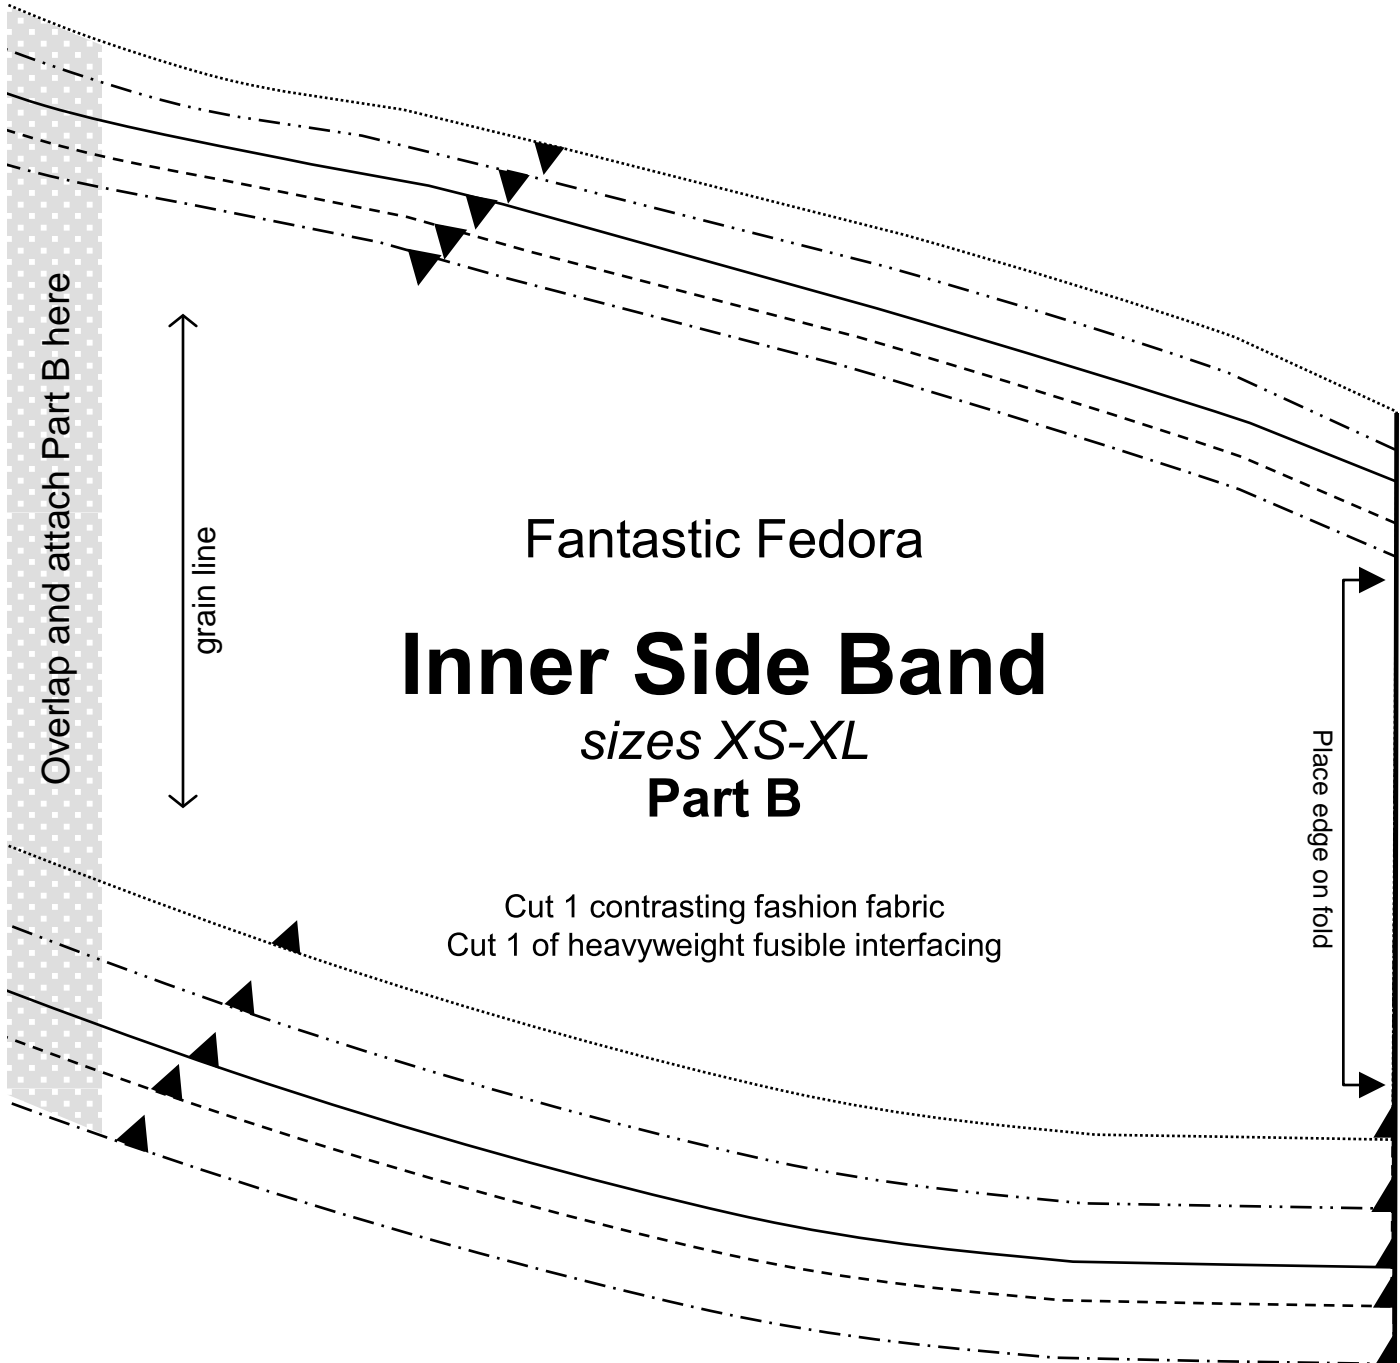 Overlap and attach Part B here
grain line
Fantastic Fedora
Inner Side Band
sizes XS-XL
Part B
Cut 1 contrasting fashion fabric
Cut 1 of heavyweight fusible interfacing
Place edge on fold